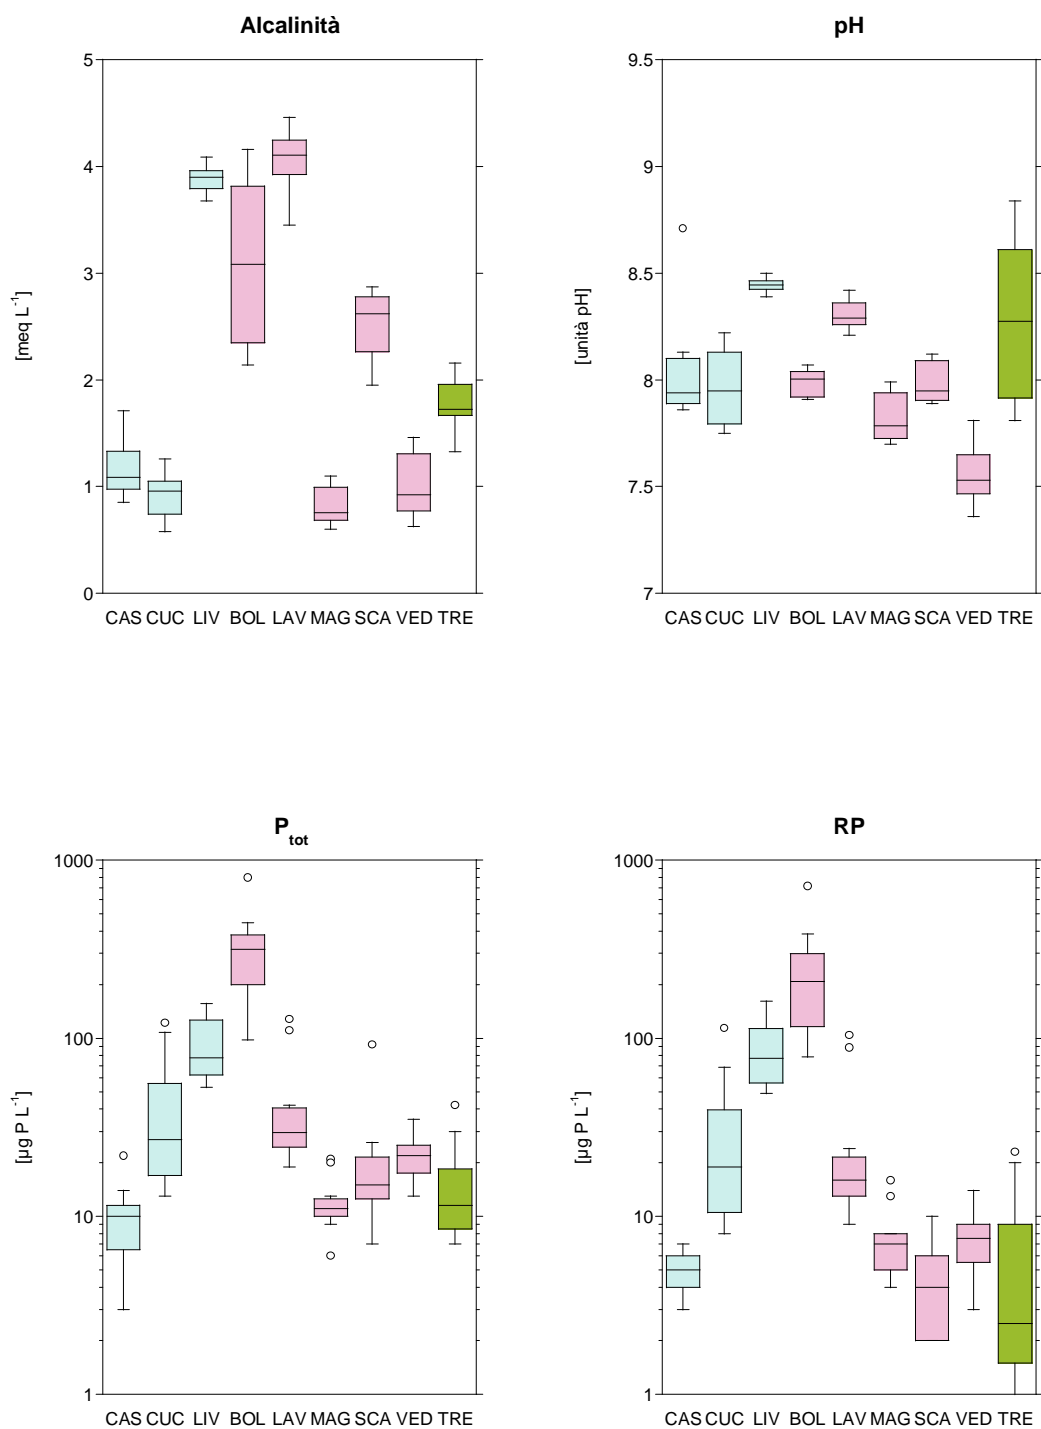 Alcalinità
5
4
3
2
1
0
[meq L⁻¹]
CAS CUC LIV BOL LAV MAG SCA VED TRE
pH
9.5
9
8.5
8
7.5
7
[unità pH]
CAS CUC LIV BOL LAV MAG SCA VED TRE
P tot
1000
100
10
1
[µg P L⁻¹]
CAS CUC LIV BOL LAV MAG SCA VED TRE
RP
1000
100
10
1
[µg P L⁻¹]
CAS CUC LIV BOL LAV MAG SCA VED TRE